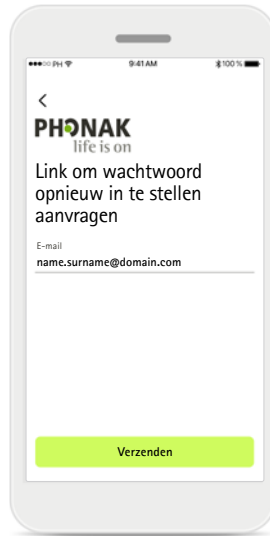 PH 9:41 AM 100 %
PHONAK
life is on
Link om wachtwoord
opnieuw in te stellen
aanvragen
E-mail
name.surname@domain.com
Verzenden